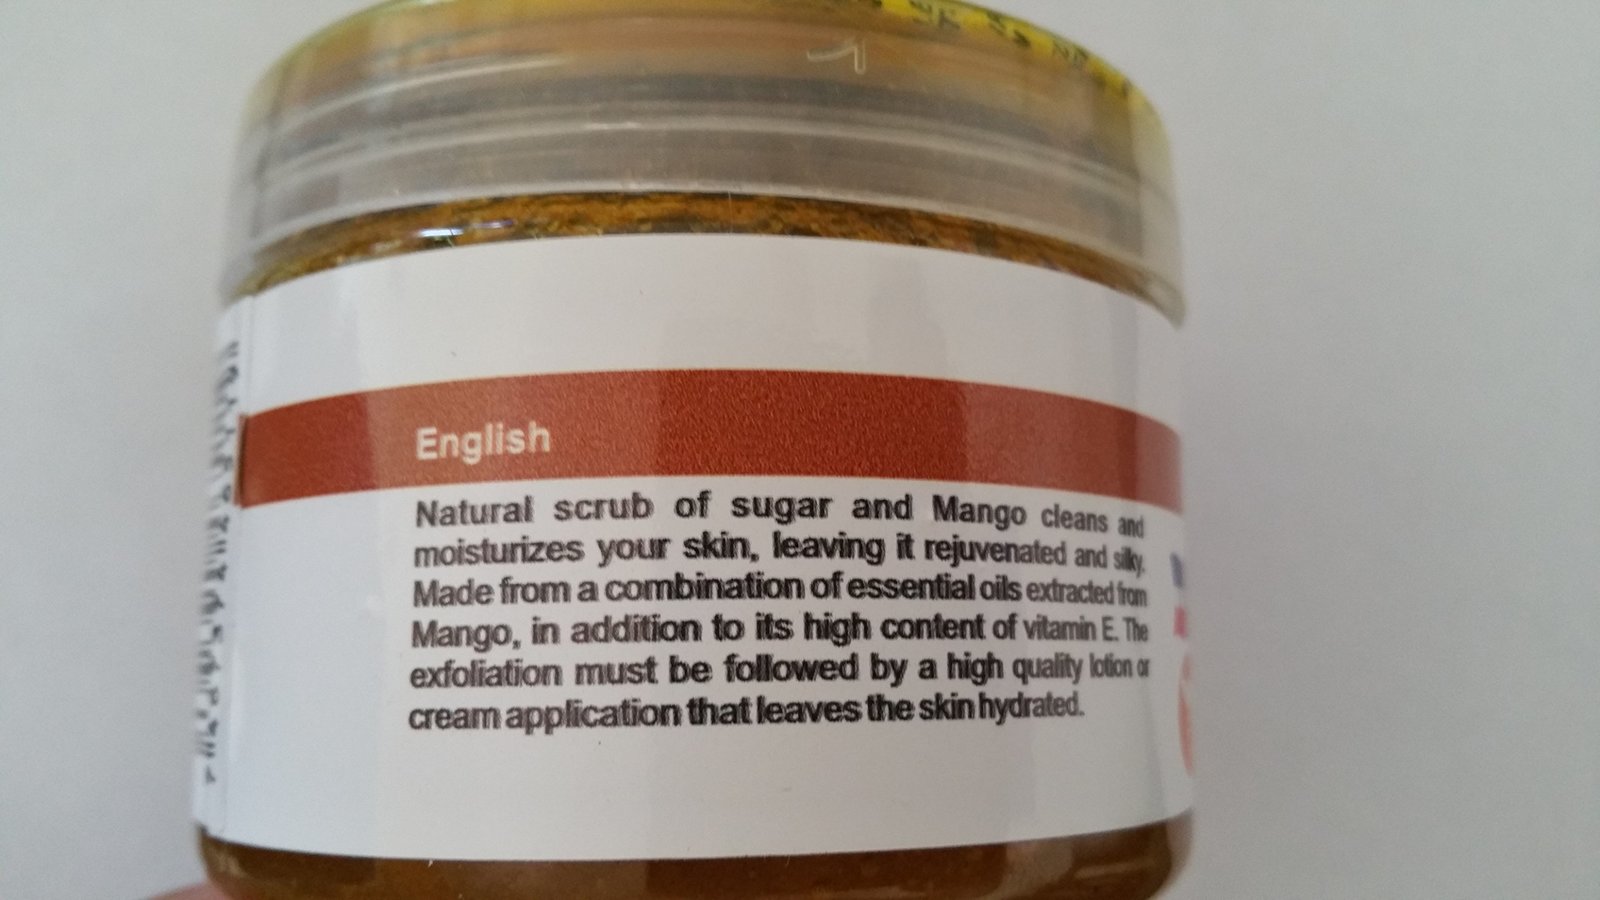 English
Natural scrub of sugar and Mango cleans and
moisturizes your skin, leaving it rejuvenated and silky.
Made from a combination of essential oils extracted from
Mango, in addition to its high content of vitamin E. The
exfoliation must be followed by a high quality lotion or
cream application that leaves the skin hydrated.